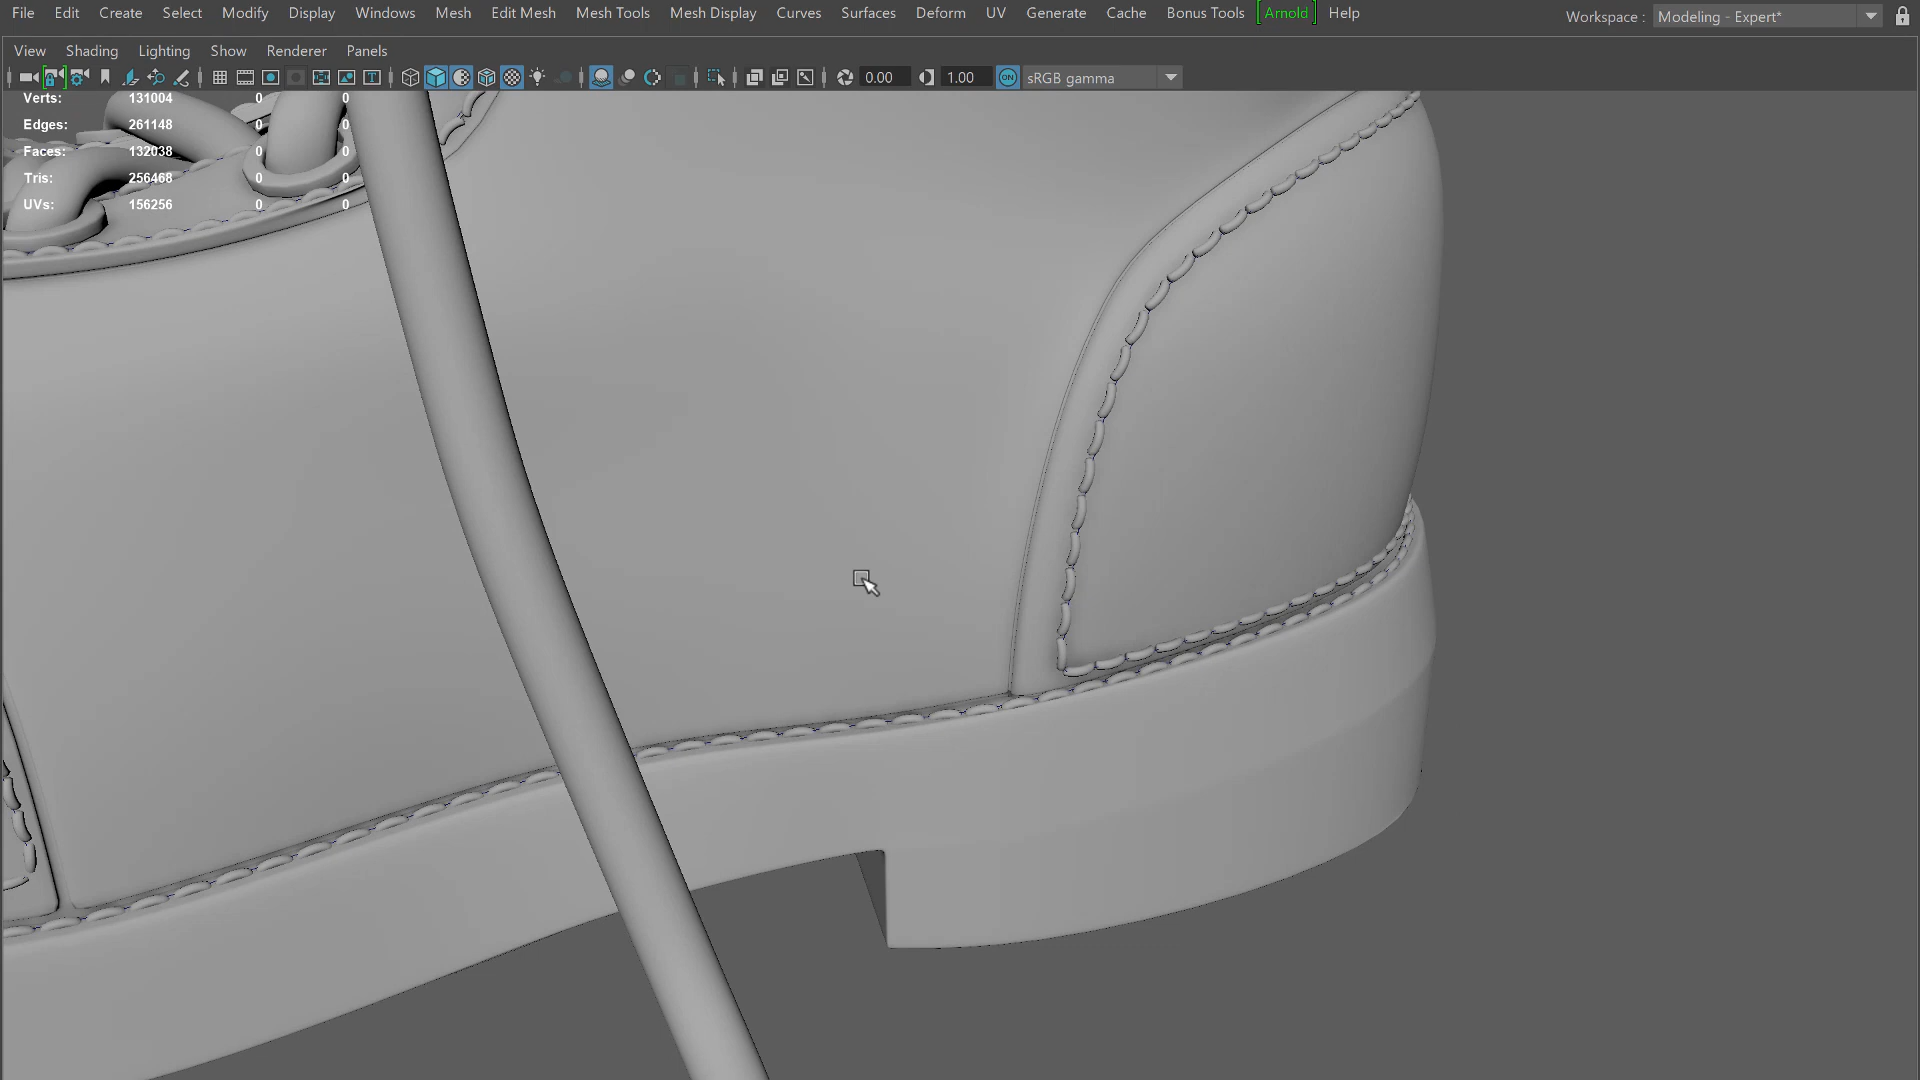 File Edit Create Select Modify Display Windows Mesh Edit Mesh Mesh Tools Mesh Display Curves Surfaces Deform UV Generate Cache Bonus Tools Arnold Help Workspace : Modeling - Expert*
View Shading Lighting Show Renderer Panels
0.00 1.00 ON sRGB gamma
Verts: 131004 0 0
Edges: 261148 0 0
Faces: 132038 0 0
Tris: 256468 0 0
UVs: 156256 0 0